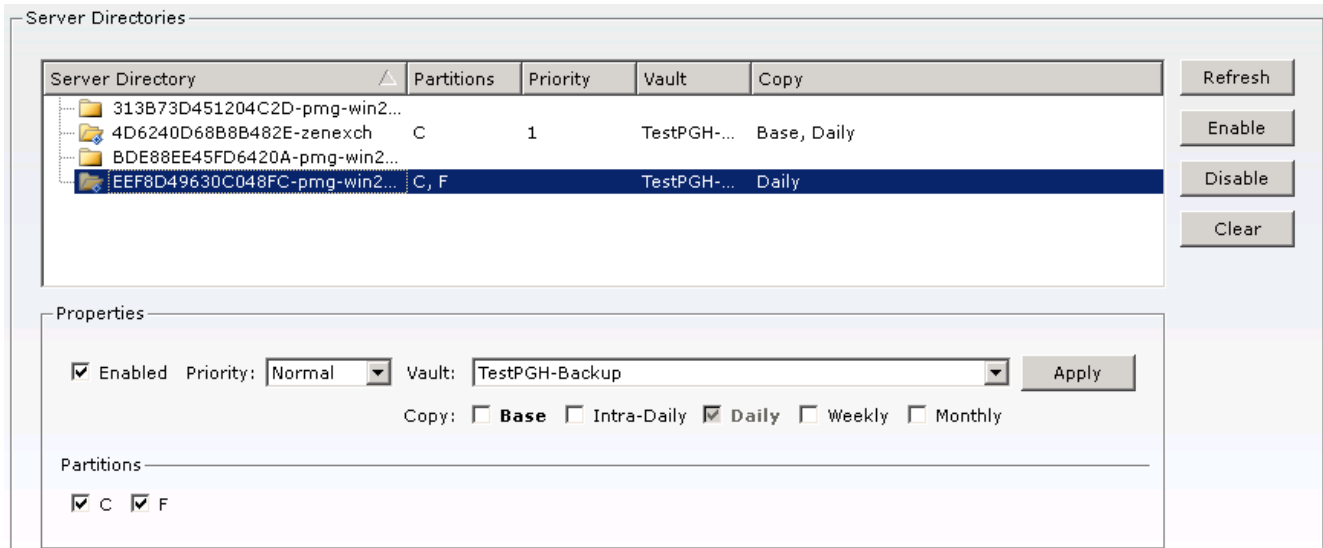 Server Directories
Server Directory Partitions Priority Vault Copy
313B73D451204C2D-pmg-win2...
4D6240D68B8B482E-zenexch C 1 TestPGH-... Base, Daily
BDE88EE45FD6420A-pmg-win2...
EEF8D49630C048FC-pmg-win2... C, F TestPGH-... Daily
Refresh
Enable
Disable
Clear
Properties
Enabled Priority: Normal Vault: TestPGH-Backup Apply
Copy: Base Intra-Daily Daily Weekly Monthly
Partitions
C F